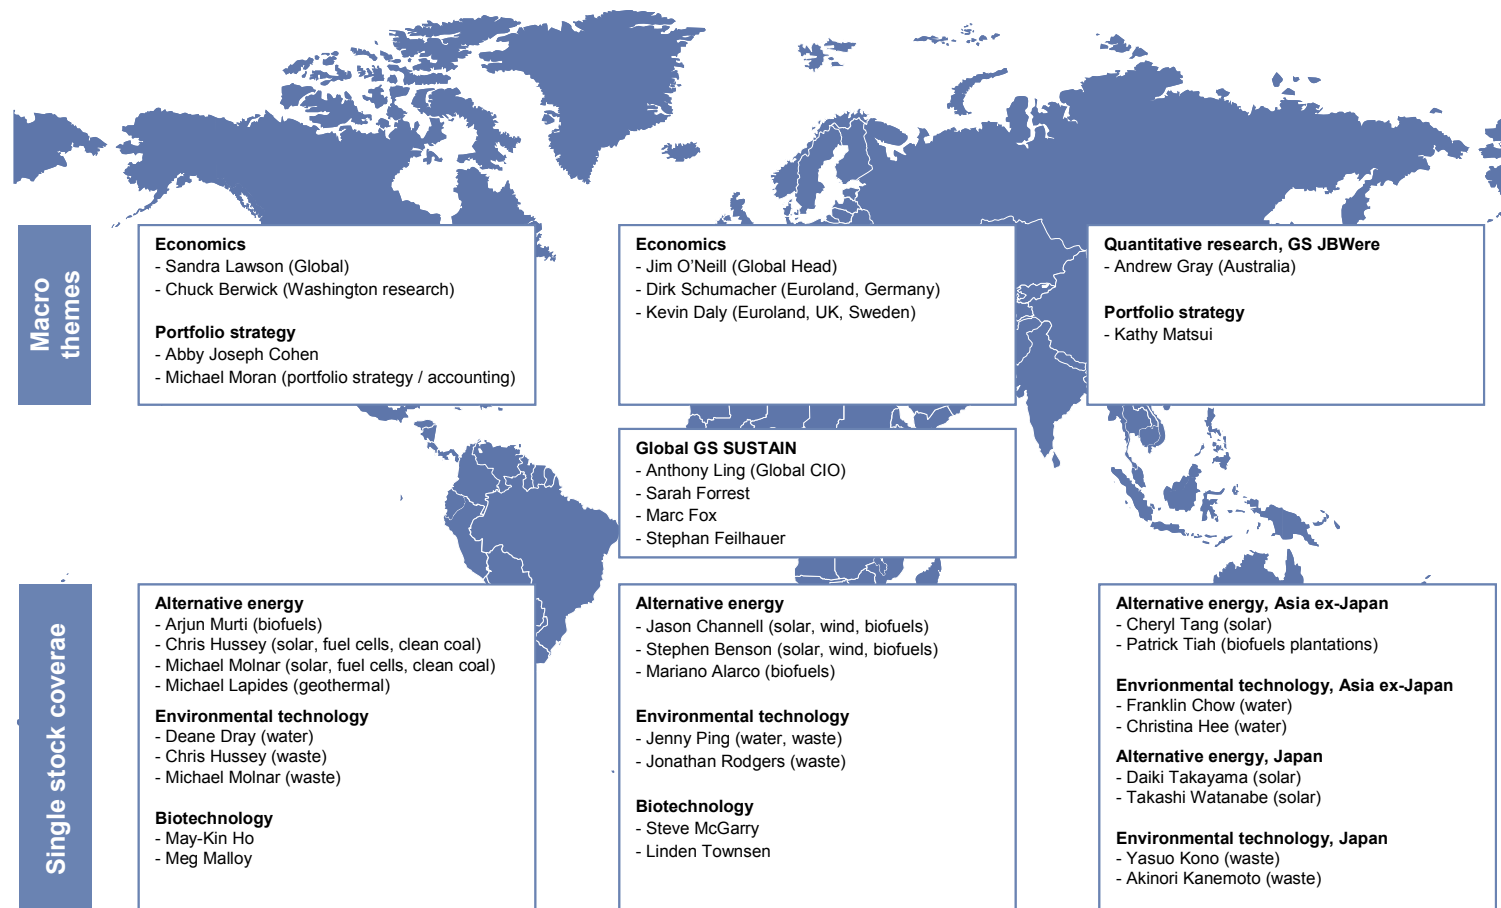 Macro
themes
Economics
- Sandra Lawson (Global)
- Chuck Berwick (Washington research)
Portfolio strategy
- Abby Joseph Cohen
- Michael Moran (portfolio strategy / accounting)
Economics
- Jim O’Neill (Global Head)
- Dirk Schumacher (Euroland, Germany)
- Kevin Daly (Euroland, UK, Sweden)
Quantitative research, GS JBWere
- Andrew Gray (Australia)
Portfolio strategy
- Kathy Matsui
Global GS SUSTAIN
- Anthony Ling (Global CIO)
- Sarah Forrest
- Marc Fox
- Stephan Feilhauer
Single stock coverae
Alternative energy
- Arjun Murti (biofuels)
- Chris Hussey (solar, fuel cells, clean coal)
- Michael Molnar (solar, fuel cells, clean coal)
- Michael Lapides (geothermal)
Environmental technology
- Deane Dray (water)
- Chris Hussey (waste)
- Michael Molnar (waste)
Biotechnology
- May-Kin Ho
- Meg Malloy
Alternative energy
- Jason Channell (solar, wind, biofuels)
- Stephen Benson (solar, wind, biofuels)
- Mariano Alarco (biofuels)
Environmental technology
- Jenny Ping (water, waste)
- Jonathan Rodgers (waste)
Biotechnology
- Steve McGarry
- Linden Townsen
Alternative energy, Asia ex-Japan
- Cheryl Tang (solar)
- Patrick Tiah (biofuels plantations)
Envrionmental technology, Asia ex-Japan
- Franklin Chow (water)
- Christina Hee (water)
Alternative energy, Japan
- Daiki Takayama (solar)
- Takashi Watanabe (solar)
Environmental technology, Japan
- Yasuo Kono (waste)
- Akinori Kanemoto (waste)